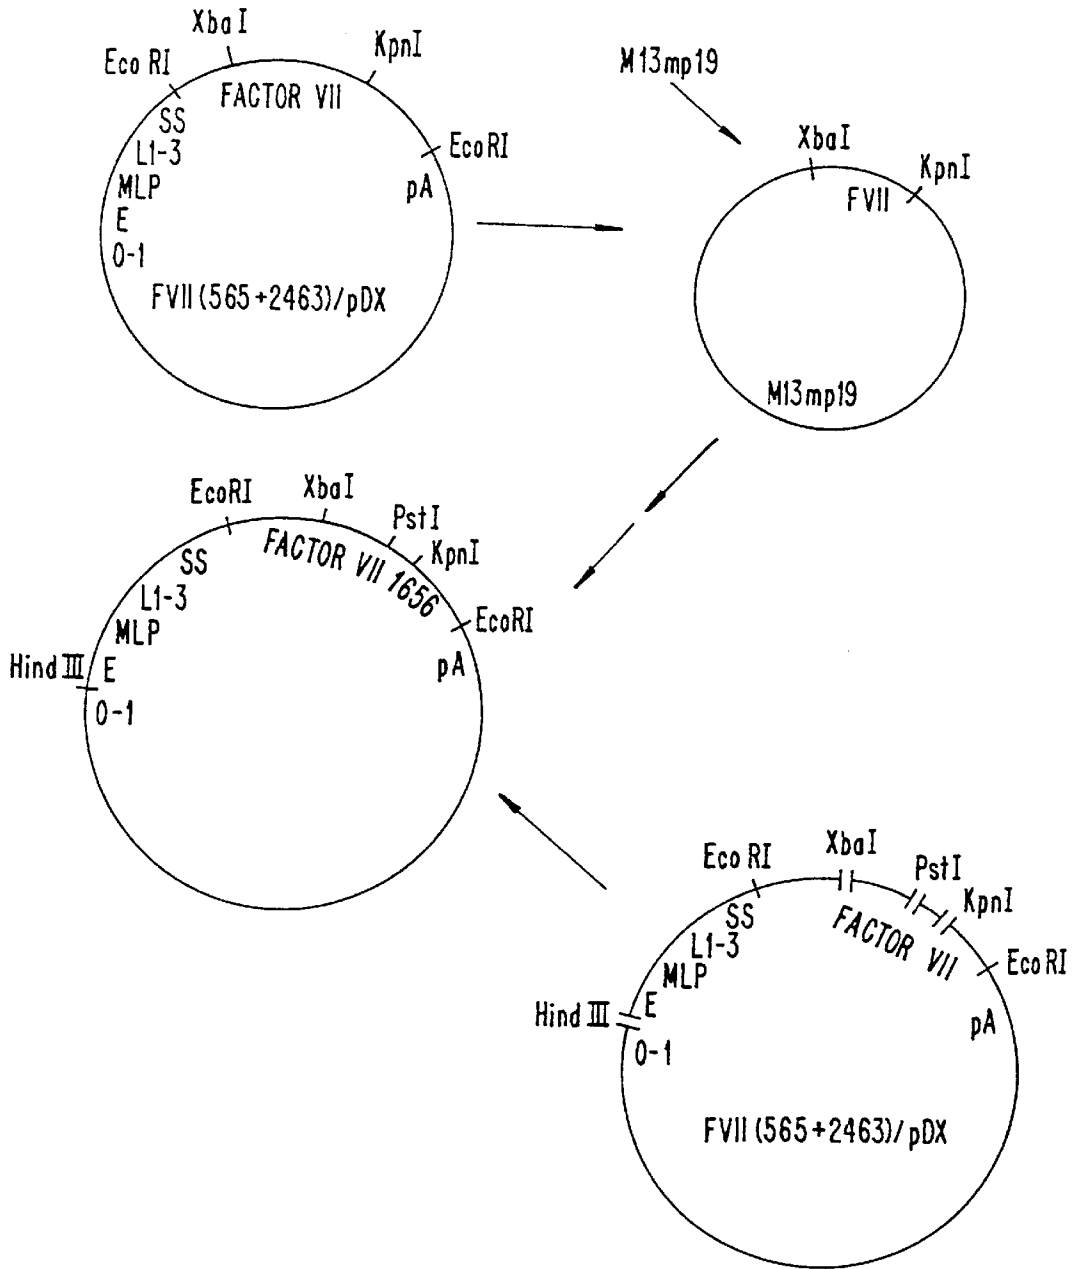 XbaI
KpnI
Eco RI
FACTOR VII
SS
EcoRI
L1-3
MLP
pA
E
0-1
FVII(565+2463)/pDX
M13mp19
XbaI
KpnI
FVII
M13mp19
EcoRI
XbaI
PstI
KpnI
FACTOR VII 1656
SS
L1-3
EcoRI
MLP
Hind III
E
pA
0-1
Eco RI
XbaI
PstI
KpnI
SS
FACTOR VII
L1-3
EcoRI
MLP
Hind III
E
pA
0-1
FVII(565+2463)/pDX